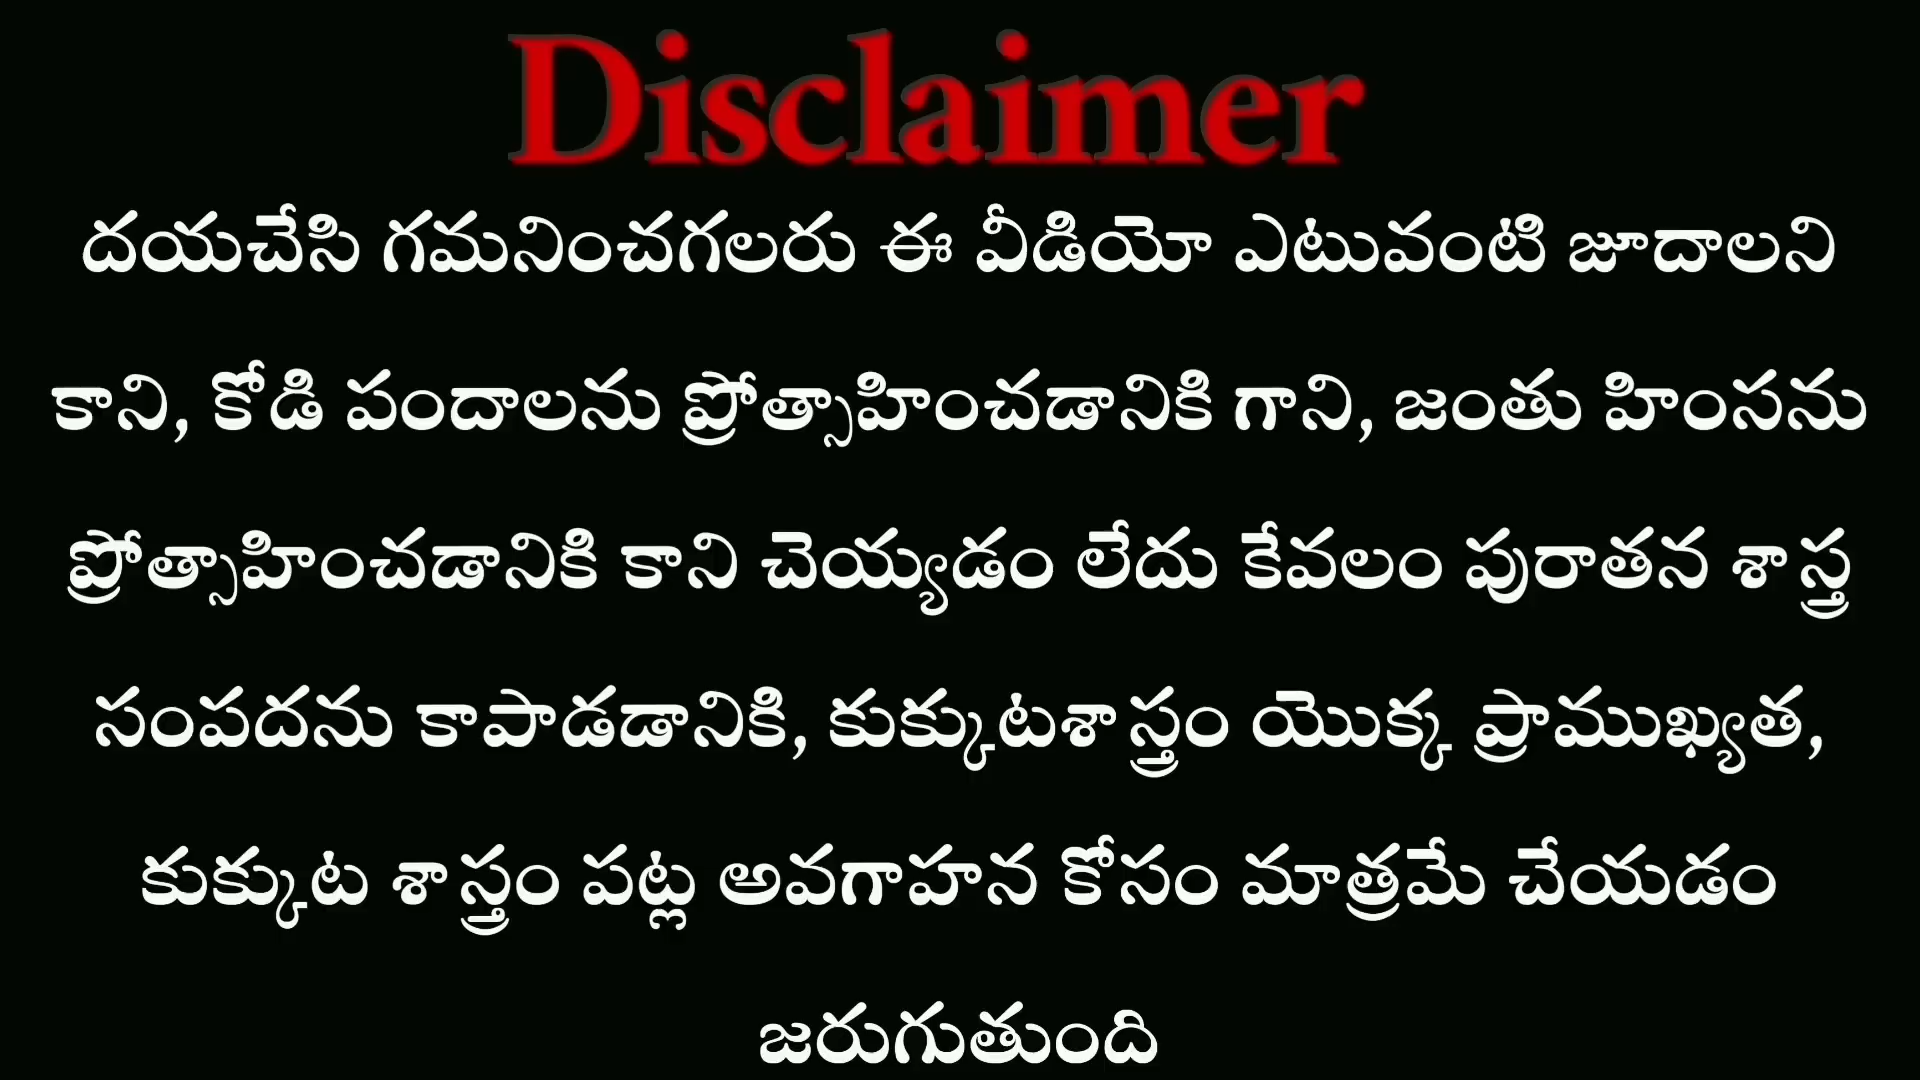 Disclaimer
దయచేసి గమనించగలరు ఈ వీడియో ఎటువంటి జూదాలని
కాని, కోడి పందాలను ప్రోత్సాహించడానికి గాని, జంతు హింసను
ప్రోత్సాహించడానికి కాని చెయ్యడం లేదు కేవలం పురాతన శాస్త్ర
సంపదను కాపాడడానికి, కుక్కుటశాస్త్రం యొక్క ప్రాముఖ్యత,
కుక్కుట శాస్త్రం పట్ల అవగాహన కోసం మాత్రమే చేయడం
జరుగుతుంది